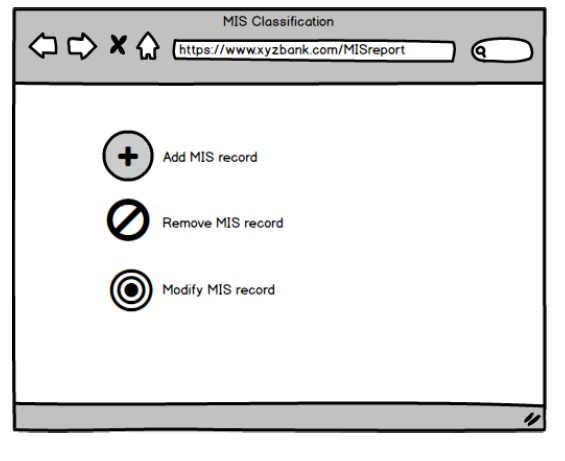 MIS Classification
https://www.xyzbank.com/MISreport
Add MIS record
Remove MIS record
Modify MIS record